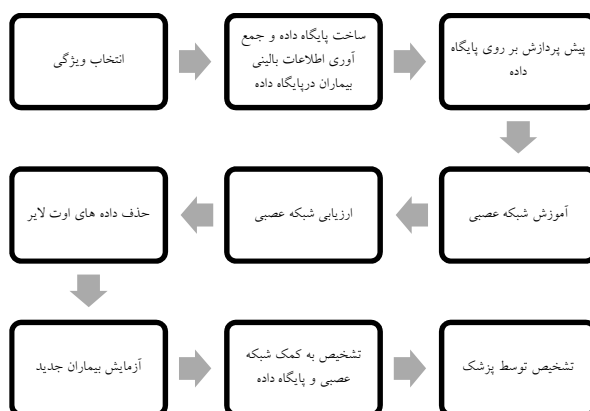 انتخاب ویژگی
ساخت پایگاه داده و جمع
آوری اطلاعات بالینی
بیماران درپایگاه داده
پیش پردازش بر روی پایگاه
داده
آموزش شبکه عصبی
ارزیابی شبکه عصبی
حذف داده های اوت لایر
آزمایش بیماران جدید
تشخیص به کمک شبکه
عصبی و پایگاه داده
تشخیص توسط پزشک